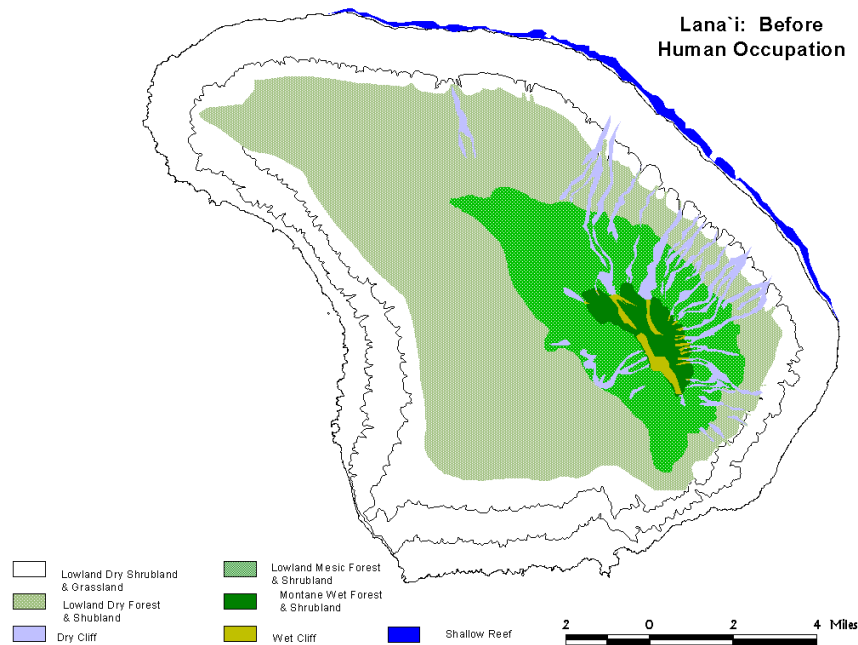 Lana`i: Before
Human Occupation
Lowland Dry Shrubland
& Grassland
Lowland Dry Forest
& Shubland
Dry Cliff
Lowland Mesic Forest
& Shrubland
Montane Wet Forest
& Shrubland
Wet Cliff
Shallow Reef
2 0 2 4 Miles